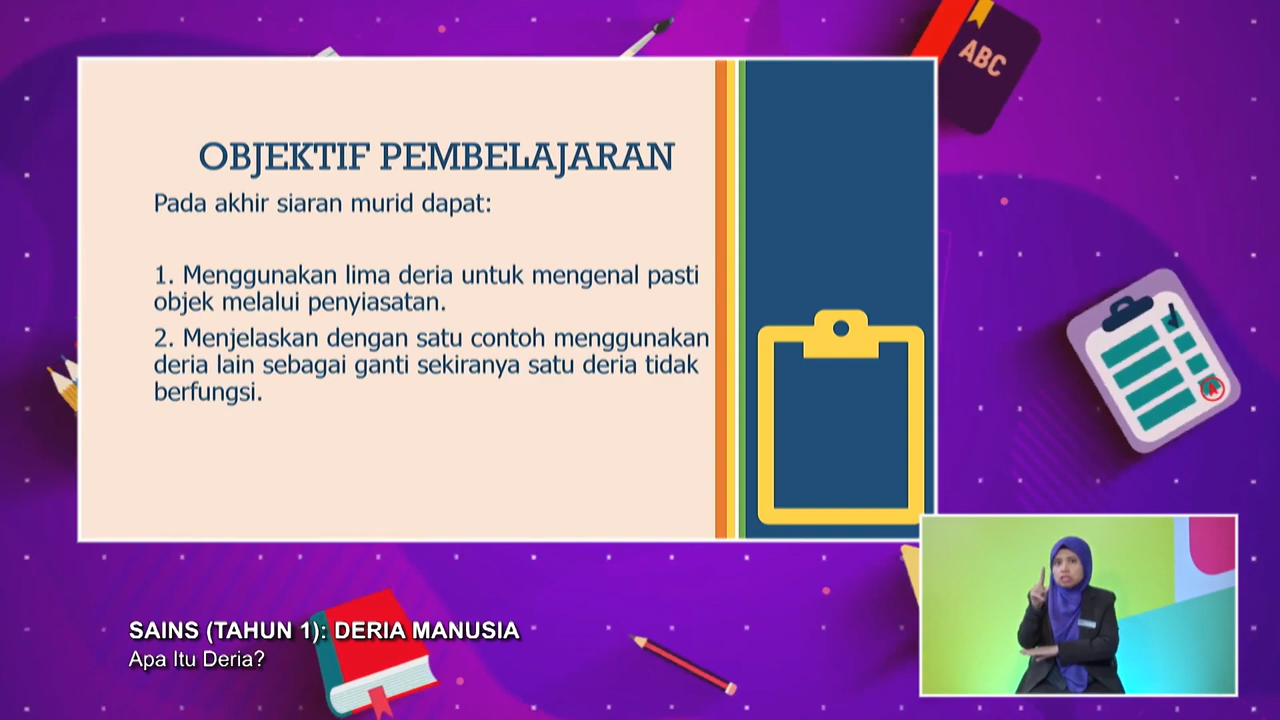 ABC
OBJEKTIF PEMBELAJARAN
Pada akhir siaran murid dapat:
1. Menggunakan lima deria untuk mengenal pasti
objek melalui penyiasatan.
2. Menjelaskan dengan satu contoh menggunakan
deria lain sebagai ganti sekiranya satu deria tidak
berfungsi.
A
SAINS (TAHUN 1): DERIA MANUSIA
Apa Itu Deria?